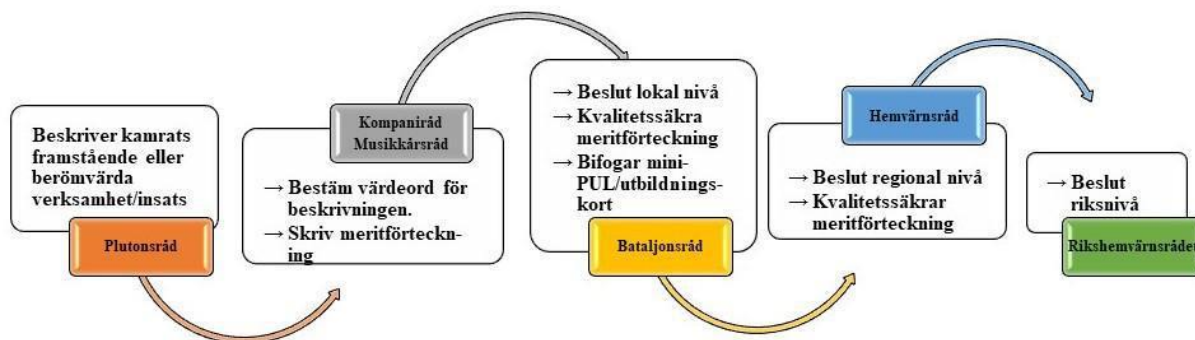 Beskriver kamrats
framstående eller
berömvärda
verksamhet/insats
Plutonsråd
Kompaniråd
Musikkårsråd
→ Bestäm värdeord för
beskrivningen.
→ Skriv meritförteckn-
ing
→ Beslut lokal nivå
→ Kvalitetssäkra
meritförteckning
→ Bifogar mini-
PUL/utbildnings-
kort
Bataljonsråd
Hemvärnsråd
→ Beslut regional nivå
→ Kvalitetssäkrar
meritförteckning
→ Beslut
riksnivå
Rikshemvärnsrådet